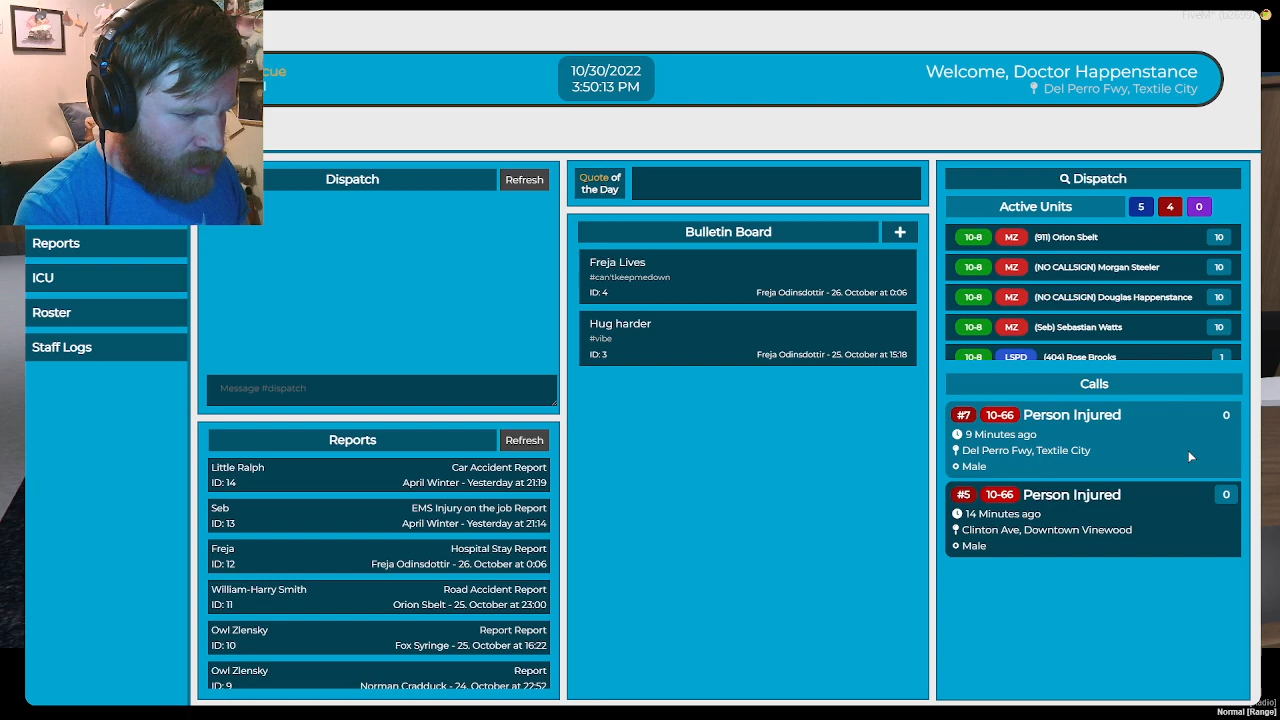 FiveM® (b2699)
cue
10/30/2022
3:50:13 PM
Welcome, Doctor Happenstance
Del Perro Fwy, Textile City
Reports
ICU
Roster
Staff Logs
Dispatch
Refresh
Message #dispatch
Reports
Refresh
Little Ralph Car Accident Report
ID: 14 April Winter - Yesterday at 21:19
Seb EMS Injury on the job Report
ID: 13 April Winter - Yesterday at 21:14
Freja Hospital Stay Report
ID: 12 Freja Odinsdottir - 26. October at 0:06
William-Harry Smith Road Accident Report
ID: 11 Orion Sbelt - 25. October at 23:00
Owl Zlensky Report Report
ID: 10 Fox Syringe - 25. October at 16:22
Owl Zlensky Report
ID: 9 Norman Cradduck - 24. October at 22:52
Quote of
the Day
Bulletin Board
Freja Lives
#can'tkeepmedown
ID: 4 Freja Odinsdottir - 26. October at 0:06
Hug harder
#vibe
ID: 3 Freja Odinsdottir - 25. October at 15:18
Dispatch
Active Units 5 4 0
10-8 MZ (911) Orion Sbelt 10
10-8 MZ (NO CALLSIGN) Morgan Steeler 10
10-8 MZ (NO CALLSIGN) Douglas Happenstance 10
10-8 MZ (Seb) Sebastian Watts 10
10-8 LSPD (404) Rose Brooks 1
Calls
#7 10-66 Person Injured 0
9 Minutes ago
Del Perro Fwy, Textile City
Male
#5 10-66 Person Injured 0
14 Minutes ago
Clinton Ave, Downtown Vinewood
Male
[Radio]
Normal [Range]